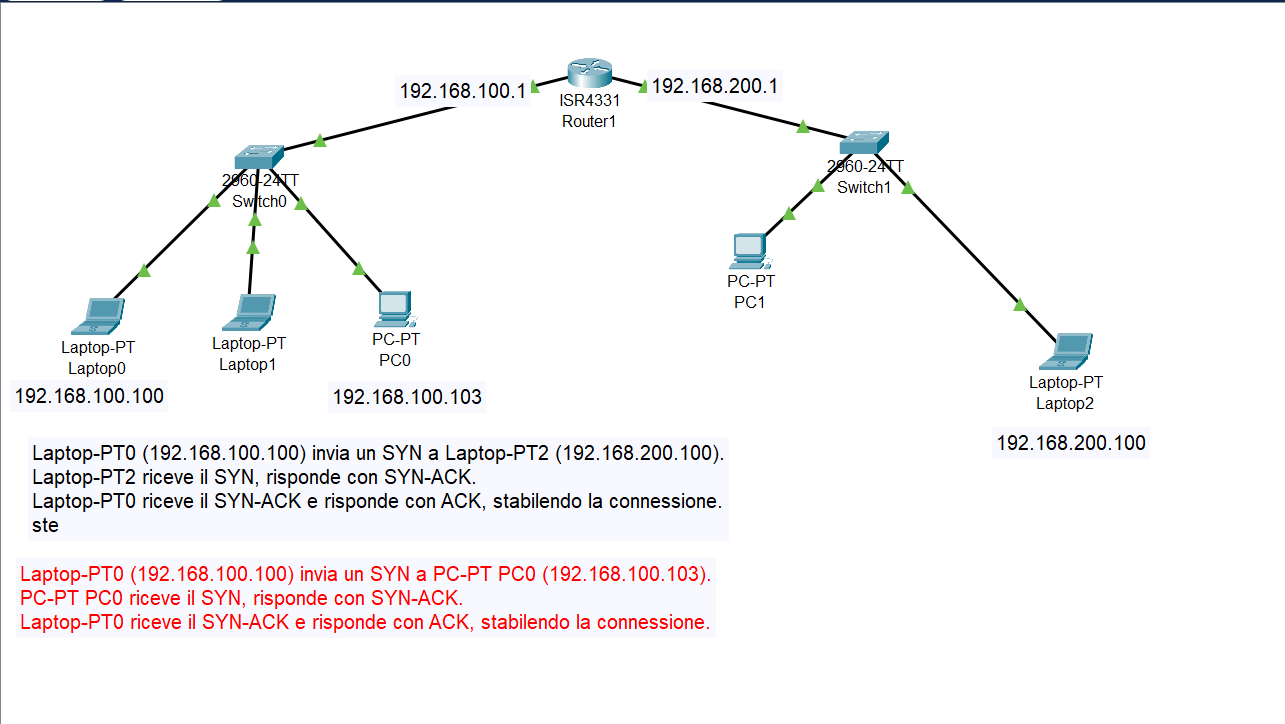 192.168.100.1
192.168.200.1
ISR4331
Router1
2960-24TT
Switch0
2960-24TT
Switch1
PC-PT
PC1
Laptop-PT
Laptop0
Laptop-PT
Laptop1
PC-PT
PC0
Laptop-PT
Laptop2
192.168.100.100
192.168.100.103
192.168.200.100
Laptop-PT0 (192.168.100.100) invia un SYN a Laptop-PT2 (192.168.200.100).
Laptop-PT2 riceve il SYN, risponde con SYN-ACK.
Laptop-PT0 riceve il SYN-ACK e risponde con ACK, stabilendo la connessione.
ste
Laptop-PT0 (192.168.100.100) invia un SYN a PC-PT PC0 (192.168.100.103).
PC-PT PC0 riceve il SYN, risponde con SYN-ACK.
Laptop-PT0 riceve il SYN-ACK e risponde con ACK, stabilendo la connessione.